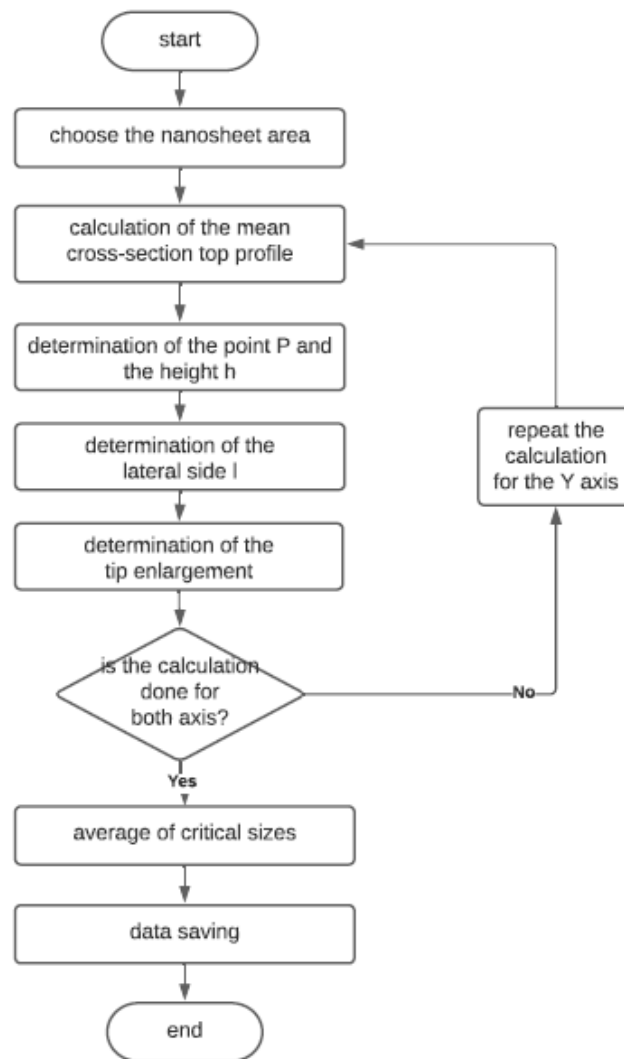 start
choose the nanosheet area
calculation of the mean
cross-section top profile
determination of the point P and
the height h
determination of the
lateral side l
determination of the
tip enlargement
is the calculation
done for
both axis?
No
repeat the
calculation
for the Y axis
Yes
average of critical sizes
data saving
end